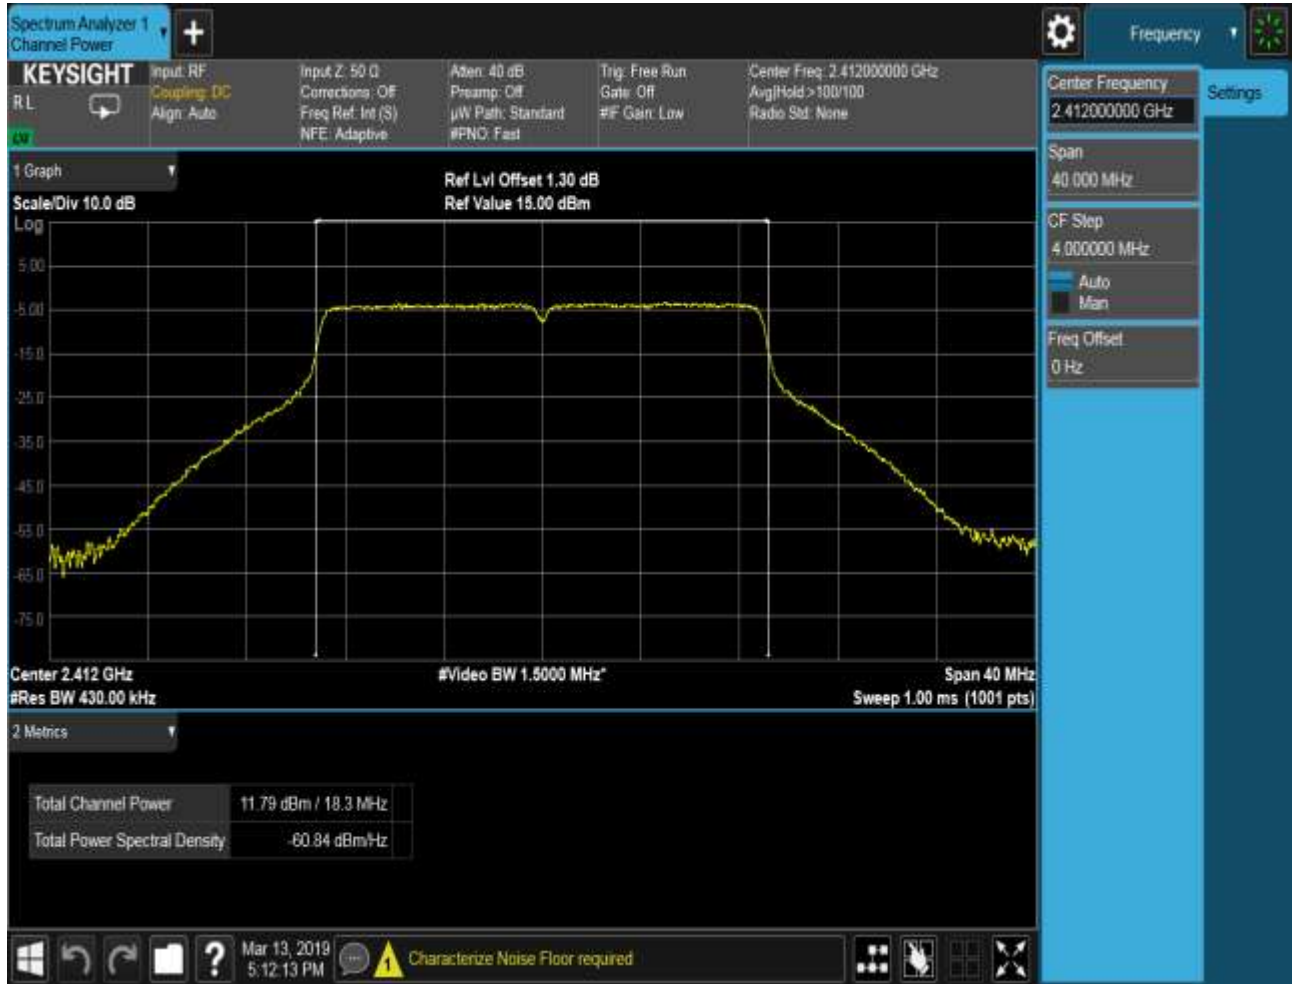 Spectrum Analyzer 1
Channel Power
Frequency
KEYSIGHT
RL
Input: RF
Coupling: DC
Align: Auto
Input Z: 50 Ω
Corrections: Off
Freq Ref: Int (S)
NFE: Adaptive
Atten: 40 dB
Preamp: Off
µW Path: Standard
#PNO: Fast
Trig: Free Run
Gate: Off
#IF Gain: Low
Center Freq: 2.412000000 GHz
Avg|Hold:>100/100
Radio Std: None
Center Frequency
2.412000000 GHz
Settings
Span
40.000 MHz
CF Step
4.000000 MHz
Auto
Man
Freq Offset
0 Hz
1 Graph
Scale/Div 10.0 dB
Ref Lvl Offset 1.30 dB
Ref Value 15.00 dBm
Log
5.00
-5.00
-15.0
-25.0
-35.0
-45.0
-55.0
-65.0
-75.0
Center 2.412 GHz
#Video BW 1.5000 MHz*
Span 40 MHz
#Res BW 430.00 kHz
Sweep 1.00 ms (1001 pts)
2 Metrics
Total Channel Power 11.79 dBm / 18.3 MHz
Total Power Spectral Density -60.84 dBm/Hz
? Mar 13, 2019
5:12:13 PM
1
Characterize Noise Floor required